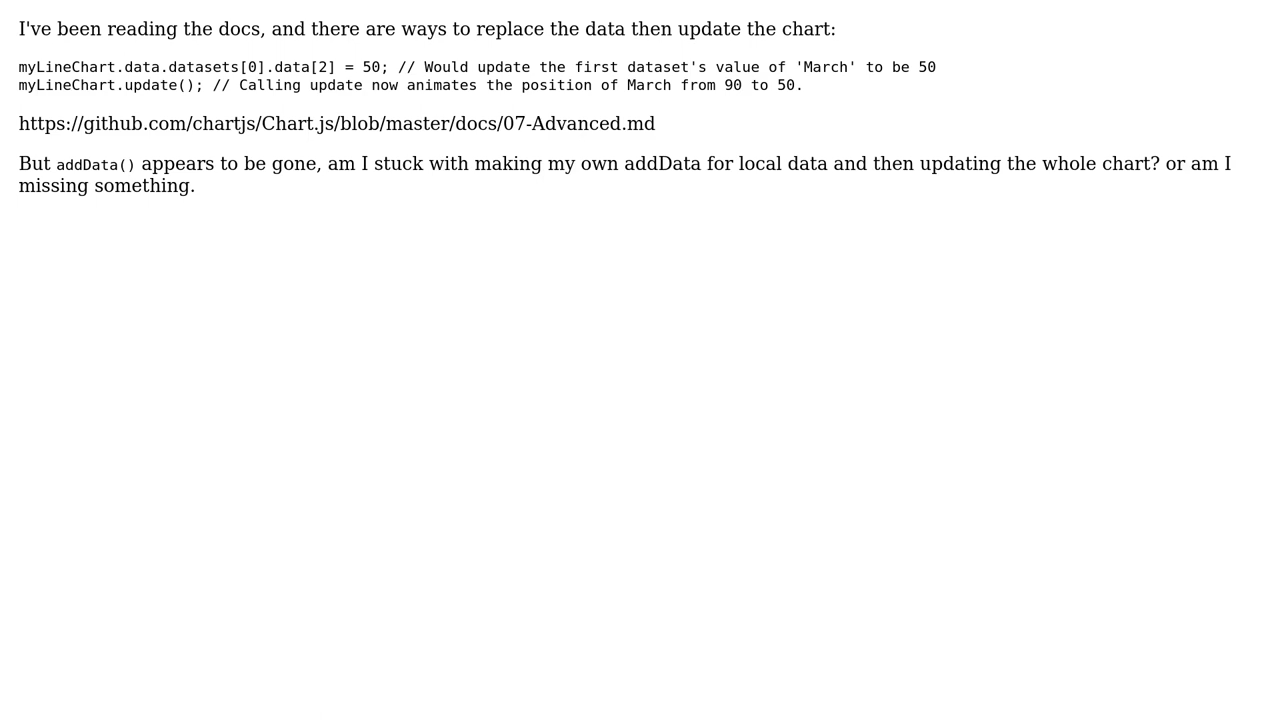 I've been reading the docs, and there are ways to replace the data then update the chart:
myLineChart.data.datasets[0].data[2] = 50; // Would update the first dataset's value of 'March' to be 50
myLineChart.update(); // Calling update now animates the position of March from 90 to 50.
https://github.com/chartjs/Chart.js/blob/master/docs/07-Advanced.md
But addData() appears to be gone, am I stuck with making my own addData for local data and then updating the whole chart? or am I
missing something.